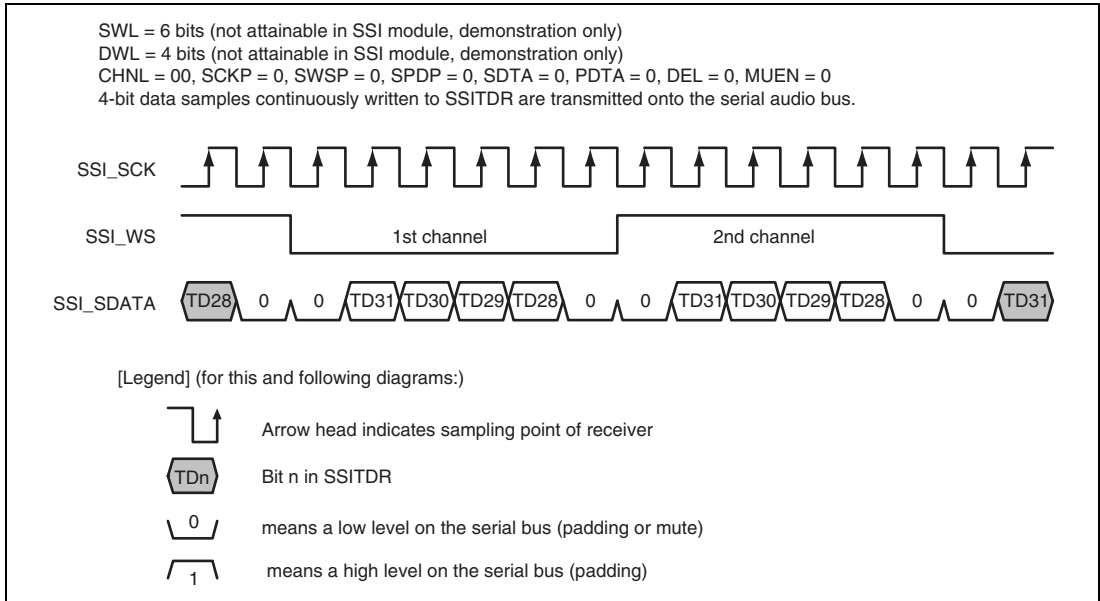 SWL = 6 bits (not attainable in SSI module, demonstration only)
DWL = 4 bits (not attainable in SSI module, demonstration only)
CHNL = 00, SCKP = 0, SWSP = 0, SPDP = 0, SDTA = 0, PDTA = 0, DEL = 0, MUEN = 0
4-bit data samples continuously written to SSITDR are transmitted onto the serial audio bus.
SSI_SCK
SSI_WS 1st channel 2nd channel
SSI_SDATA TD28 0 0 TD31 TD30 TD29 TD28 0 0 TD31 TD30 TD29 TD28 0 0 TD31
[Legend] (for this and following diagrams:)
Arrow head indicates sampling point of receiver
TDn Bit n in SSITDR
0 means a low level on the serial bus (padding or mute)
1 means a high level on the serial bus (padding)